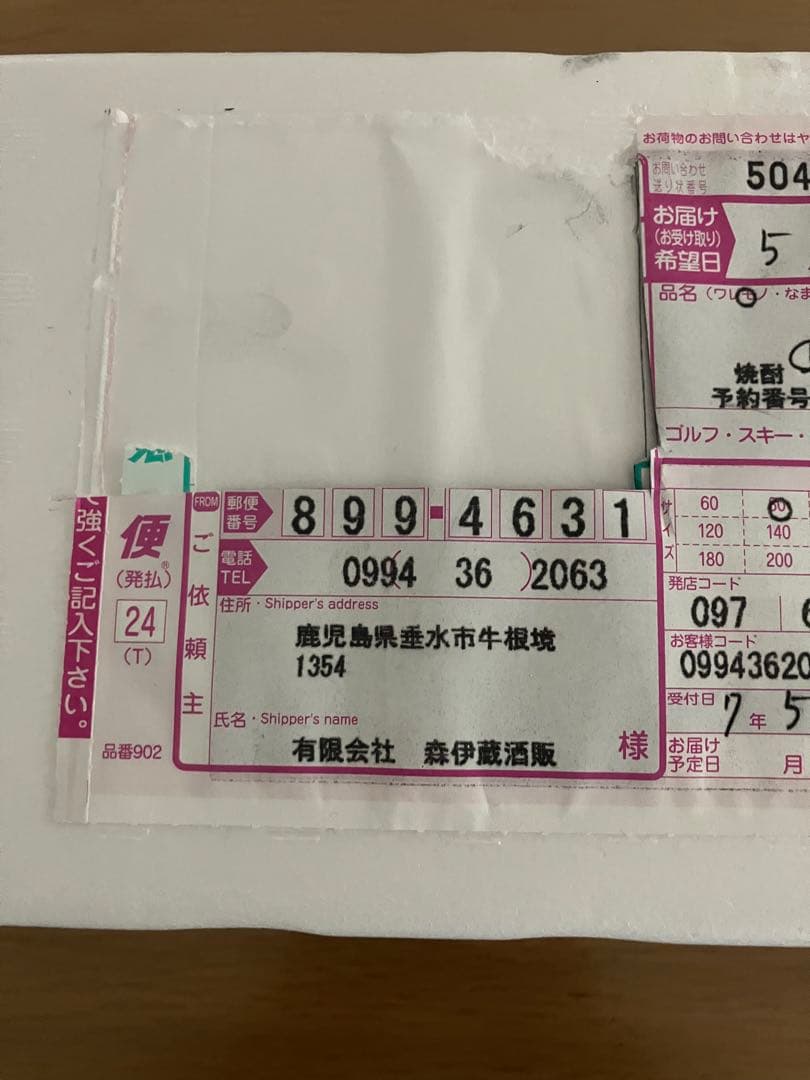 お荷物のお問い合わせはヤ
お問い合わせ
送り状番号
504
お届け
(お受け取り)
希望日
5
品名（ワレモノ・なま
焼酎
予約番号
ゴルフ・スキー・
で強くご記入下さい。
便
(発払)
24
(T)
品番902
FROM
ご依頼主
郵便
番号
899-4631
電話
TEL
0994 36 )2063
住所・Shipper's address
鹿児島県垂水市牛根境
1354
氏名・Shipper's name
有限会社 森伊蔵酒販
様
サイズ
60 80
120 140
180 200
発店コード
097
お客様コード
09943620
受付日
7年5
お届け
予定日
月